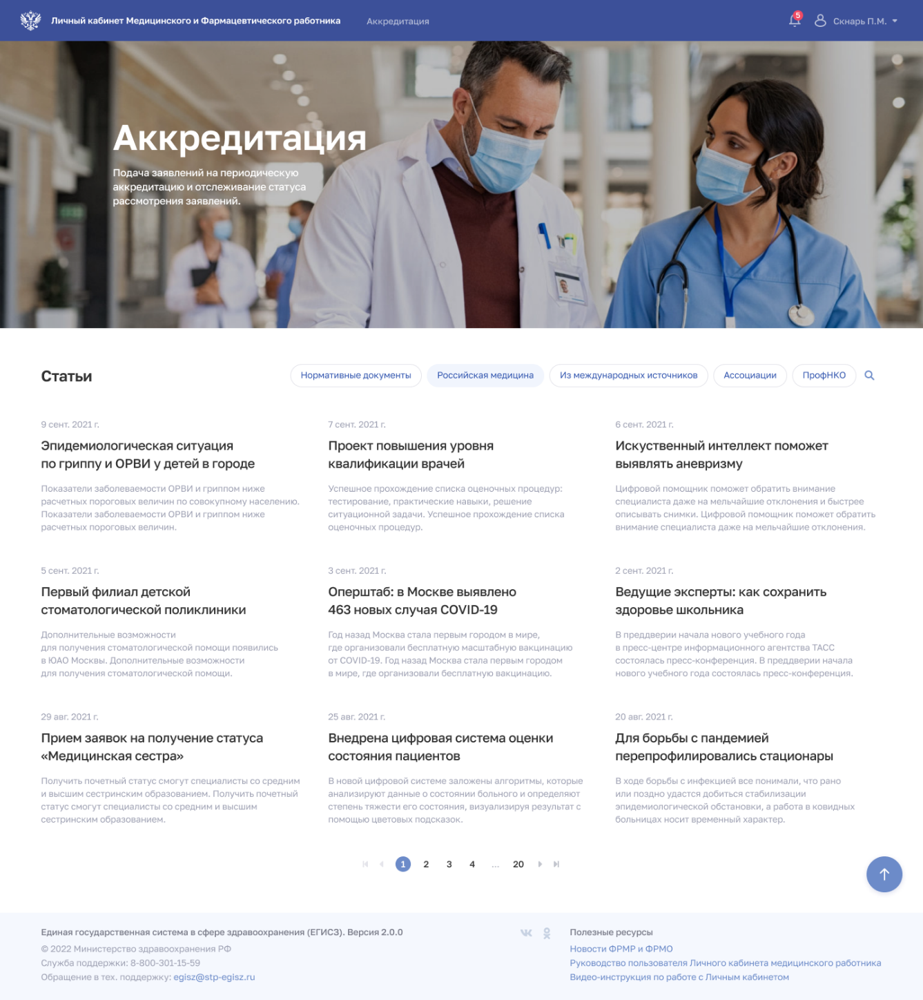 Личный кабинет Медицинского и Фармацевтического работника
Аккредитация
5
Скнарь П.М.
Аккредитация
Подача заявлений на периодическую
аккредитацию и отслеживание статуса
рассмотрения заявлений.
Статьи
Нормативные документы
Российская медицина
Из международных источников
Ассоциации
ПрофНКО
9 сент. 2021 г.
Эпидемиологическая ситуация
по гриппу и ОРВИ у детей в городе
Показатели заболеваемости ОРВИ и гриппом ниже
расчетных пороговых величин по совокупному населению.
Показатели заболеваемости ОРВИ и гриппом ниже
расчетных пороговых величин.
7 сент. 2021 г.
Проект повышения уровня
квалификации врачей
Успешное прохождение списка оценочных процедур:
тестирование, практические навыки, решение
ситуационной задачи. Успешное прохождение списка
оценочных процедур.
6 сент. 2021 г.
Искуственный интеллект поможет
выявлять аневризму
Цифровой помощник поможет обратить внимание
специалиста даже на мельчайшие отклонения и быстрее
описывать снимки. Цифровой помощник поможет обратить
внимание специалиста даже на мельчайшие отклонения.
5 сент. 2021 г.
Первый филиал детской
стоматологической поликлиники
Дополнительные возможности
для получения стоматологической помощи появились
в ЮАО Москвы. Дополнительные возможности
для получения стоматологической помощи.
3 сент. 2021 г.
Оперштаб: в Москве выявлено
463 новых случая COVID-19
Год назад Москва стала первым городом в мире,
где организовали бесплатную масштабную вакцинацию
от COVID-19. Год назад Москва стала первым городом
в мире, где организовали бесплатную вакцинацию.
2 сент. 2021 г.
Ведущие эксперты: как сохранить
здоровье школьника
В преддверии начала нового учебного года
в пресс-центре информационного агентства ТАСС
состоялась пресс-конференция. В преддверии начала
нового учебного года состоялась пресс-конференция.
29 авг. 2021 г.
Прием заявок на получение статуса
«Медицинская сестра»
Получить почетный статус смогут специалисты со средним
и высшим сестринским образованием. Получить почетный
статус смогут специалисты со средним и высшим
сестринским образованием.
25 авг. 2021 г.
Внедрена цифровая система оценки
состояния пациентов
В новой цифровой системе заложены алгоритмы, которые
анализируют данные о состоянии больного и определяют
степень тяжести его состояния, визуализируя результат с
помощью цветовых подсказок.
20 авг. 2021 г.
Для борьбы с пандемией
перепрофилировались стационары
В ходе борьбы с инфекцией все понимали, что рано
или поздно удастся добиться стабилизации
эпидемиологической обстановки, а работа в ковидных
больницах носит временный характер.
1 2 3 4 ... 20
Единая государственная система в сфере здравоохранения (ЕГИСЗ). Версия 2.0.0
© 2022 Министерство здравоохранения РФ
Служба поддержки: 8-800-301-15-59
Обращение в тех. поддержку: egisz@stp-egisz.ru
Полезные ресурсы
Новости ФРМР и ФРМО
Руководство пользователя Личного кабинета медицинского работника
Видео-инструкция по работе с Личным кабинетом